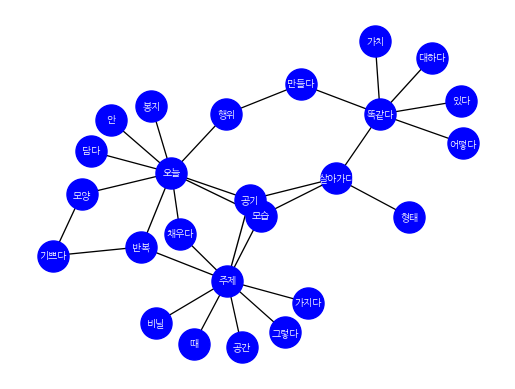 가치
대하다
만들다
있다
봉지
행위
똑같다
안
어떻다
닫다
오늘
살아가다
모양
공기
모습
형태
채우다
반복
기쁘다
주제
가지다
비닐
그렇다
때
공간